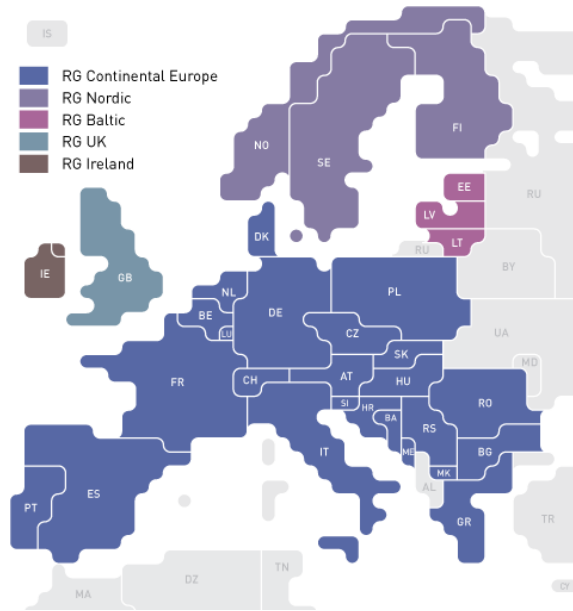 IS
RG Continental Europe
RG Nordic
RG Baltic
RG UK
RG Ireland
NO
SE
FI
RU
EE
LV
LT
RU
BY
DK
IE
GB
NL
BE
LU
DE
PL
CZ
SK
UA
MD
FR
CH
AT
HU
SI
HR
BA
RS
RO
IT
ME
MK
BG
AL
GR
TR
PT
ES
MA
DZ
TN
CY